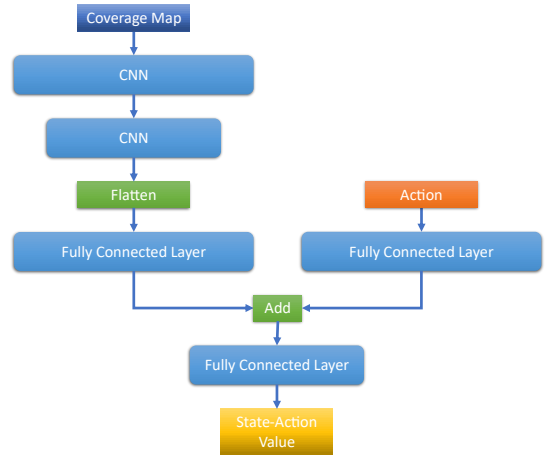 Coverage Map
CNN
CNN
Flatten
Action
Fully Connected Layer
Fully Connected Layer
Add
Fully Connected Layer
State-Action
Value